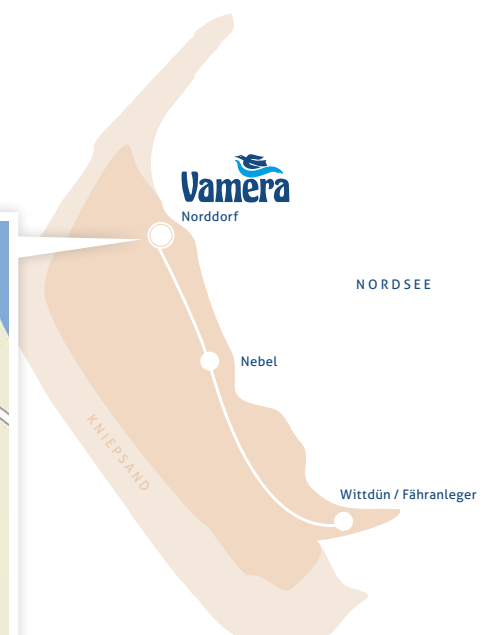 Vamera
Norddorf
NORDSEE
Nebel
KNIEPSAND
Wittdün / Fähranleger